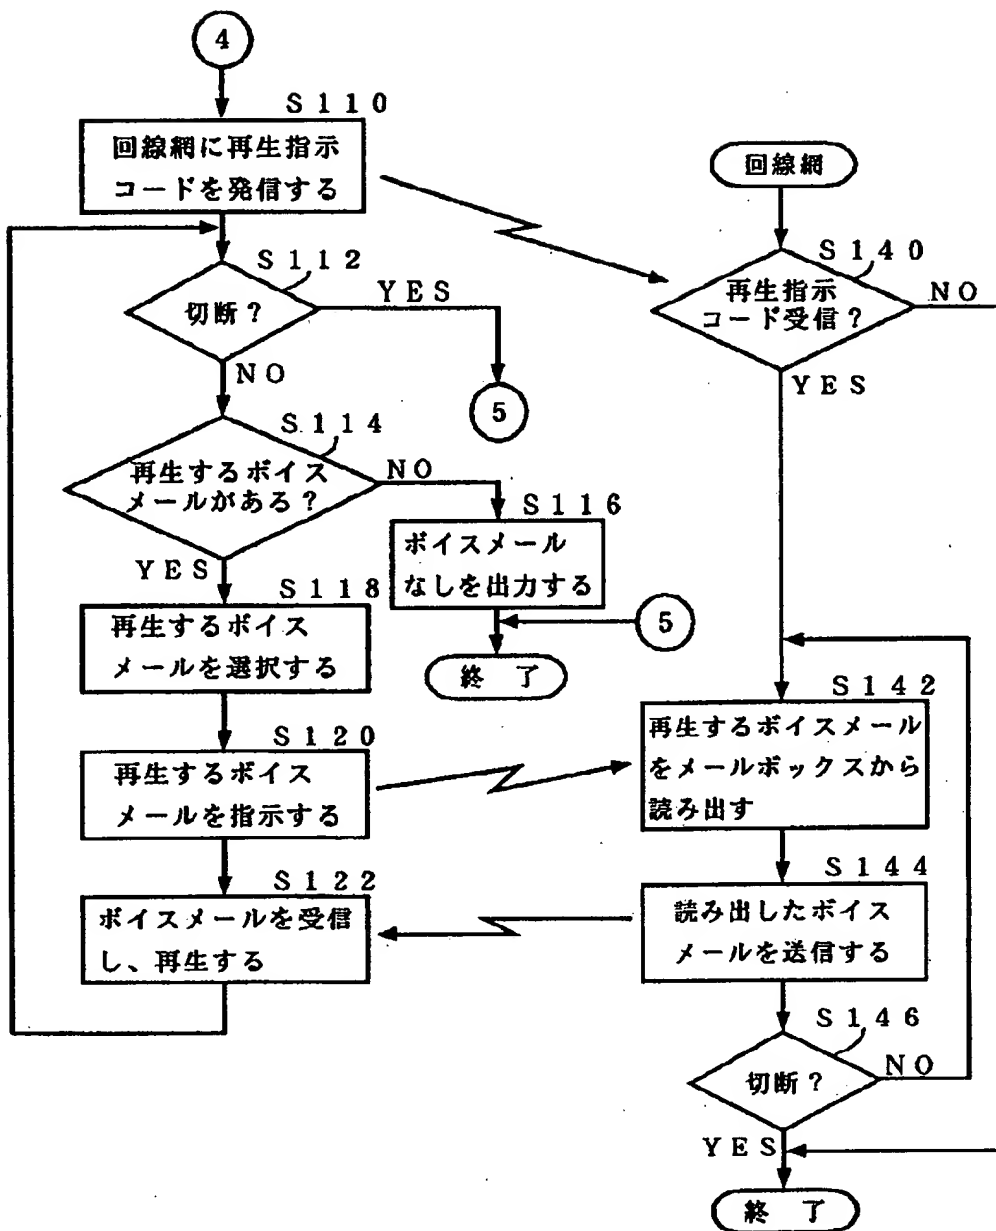 4
S110
回線網に再生指示
コードを発信する
S112
切断?
YES
NO
5
S114
再生するボイス
メールがある?
NO
YES
S116
ボイスメール
なしを出力する
5
終 了
S118
再生するボイス
メールを選択する
S120
再生するボイス
メールを指示する
S122
ボイスメールを受信
し、再生する
回線網
S140
再生指示
コード受信?
NO
YES
S142
再生するボイスメール
をメールボックスから
読み出す
S144
読み出したボイス
メールを送信する
S146
切断?
NO
YES
終 了